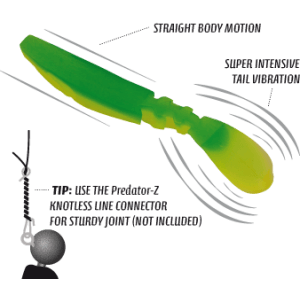 STRAIGHT BODY MOTION
SUPER INTENSIVE
TAIL VIBRATION
TIP: USE THE Predator-Z
KNOTLESS LINE CONNECTOR
FOR STURDY JOINT (NOT INCLUDED)